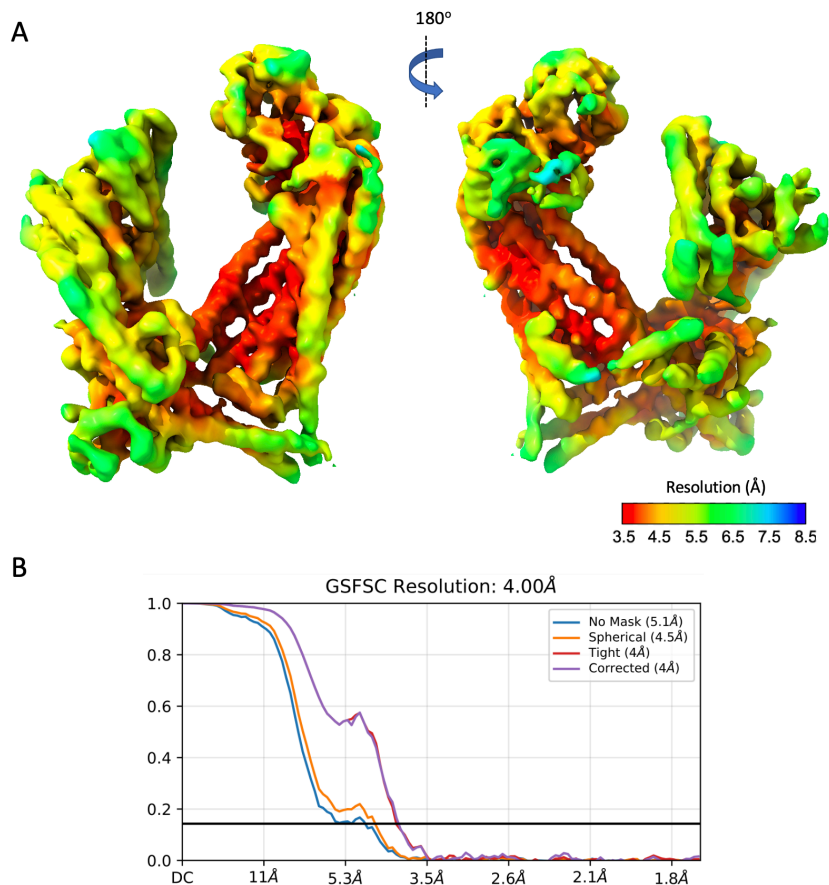 A
180°
Resolution (Å)
3.5 4.5 5.5 6.5 7.5 8.5
B
GSFSC Resolution: 4.00Å
1.0
0.8
0.6
0.4
0.2
0.0
No Mask (5.1Å)
Spherical (4.5Å)
Tight (4Å)
Corrected (4Å)
DC 11Å 5.3Å 3.5Å 2.6Å 2.1Å 1.8Å